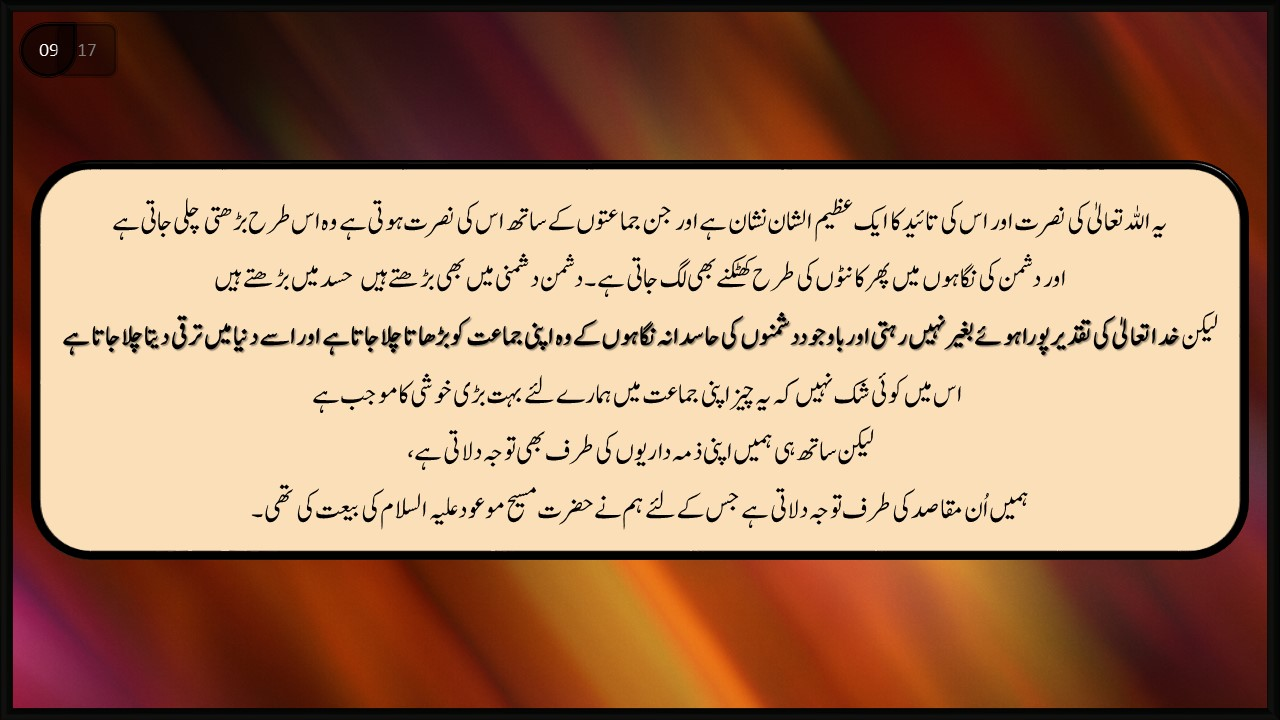 09 17
یہ اللہ تعالیٰ کی نصرت اور اس کی تائید کا ایک عظیم الشان نشان ہے اور جن جماعتوں کے ساتھ اس کی نصرت ہوتی ہے وہ اس طرح بڑھتی چلی جاتی ہے
اور دشمن کی نگاہوں میں پھر کانٹوں کی طرح کھٹکنے بھی لگ جاتی ہے۔ دشمن دشمنی میں بھی بڑھتے ہیں حسد میں بڑھتے ہیں
لیکن خدا تعالیٰ کی تقدیر پورا ہوئے بغیر نہیں رہتی اور باوجود دشمنوں کی حاسدانہ نگاہوں کے وہ اپنی جماعت کو بڑھاتا چلا جاتا ہے اور اسے دنیا میں ترقی دیتا چلا جاتا ہے
اس میں کوئی شک نہیں کہ یہ چیز اپنی جماعت میں ہمارے لئے بہت بڑی خوشی کا موجب ہے
لیکن ساتھ ہی ہمیں اپنی ذمہ داریوں کی طرف بھی توجہ دلاتی ہے،
ہمیں اُن مقاصد کی طرف توجہ دلاتی ہے جس کے لئے ہم نے حضرت مسیح موعود علیہ السلام کی بیعت کی تھی۔